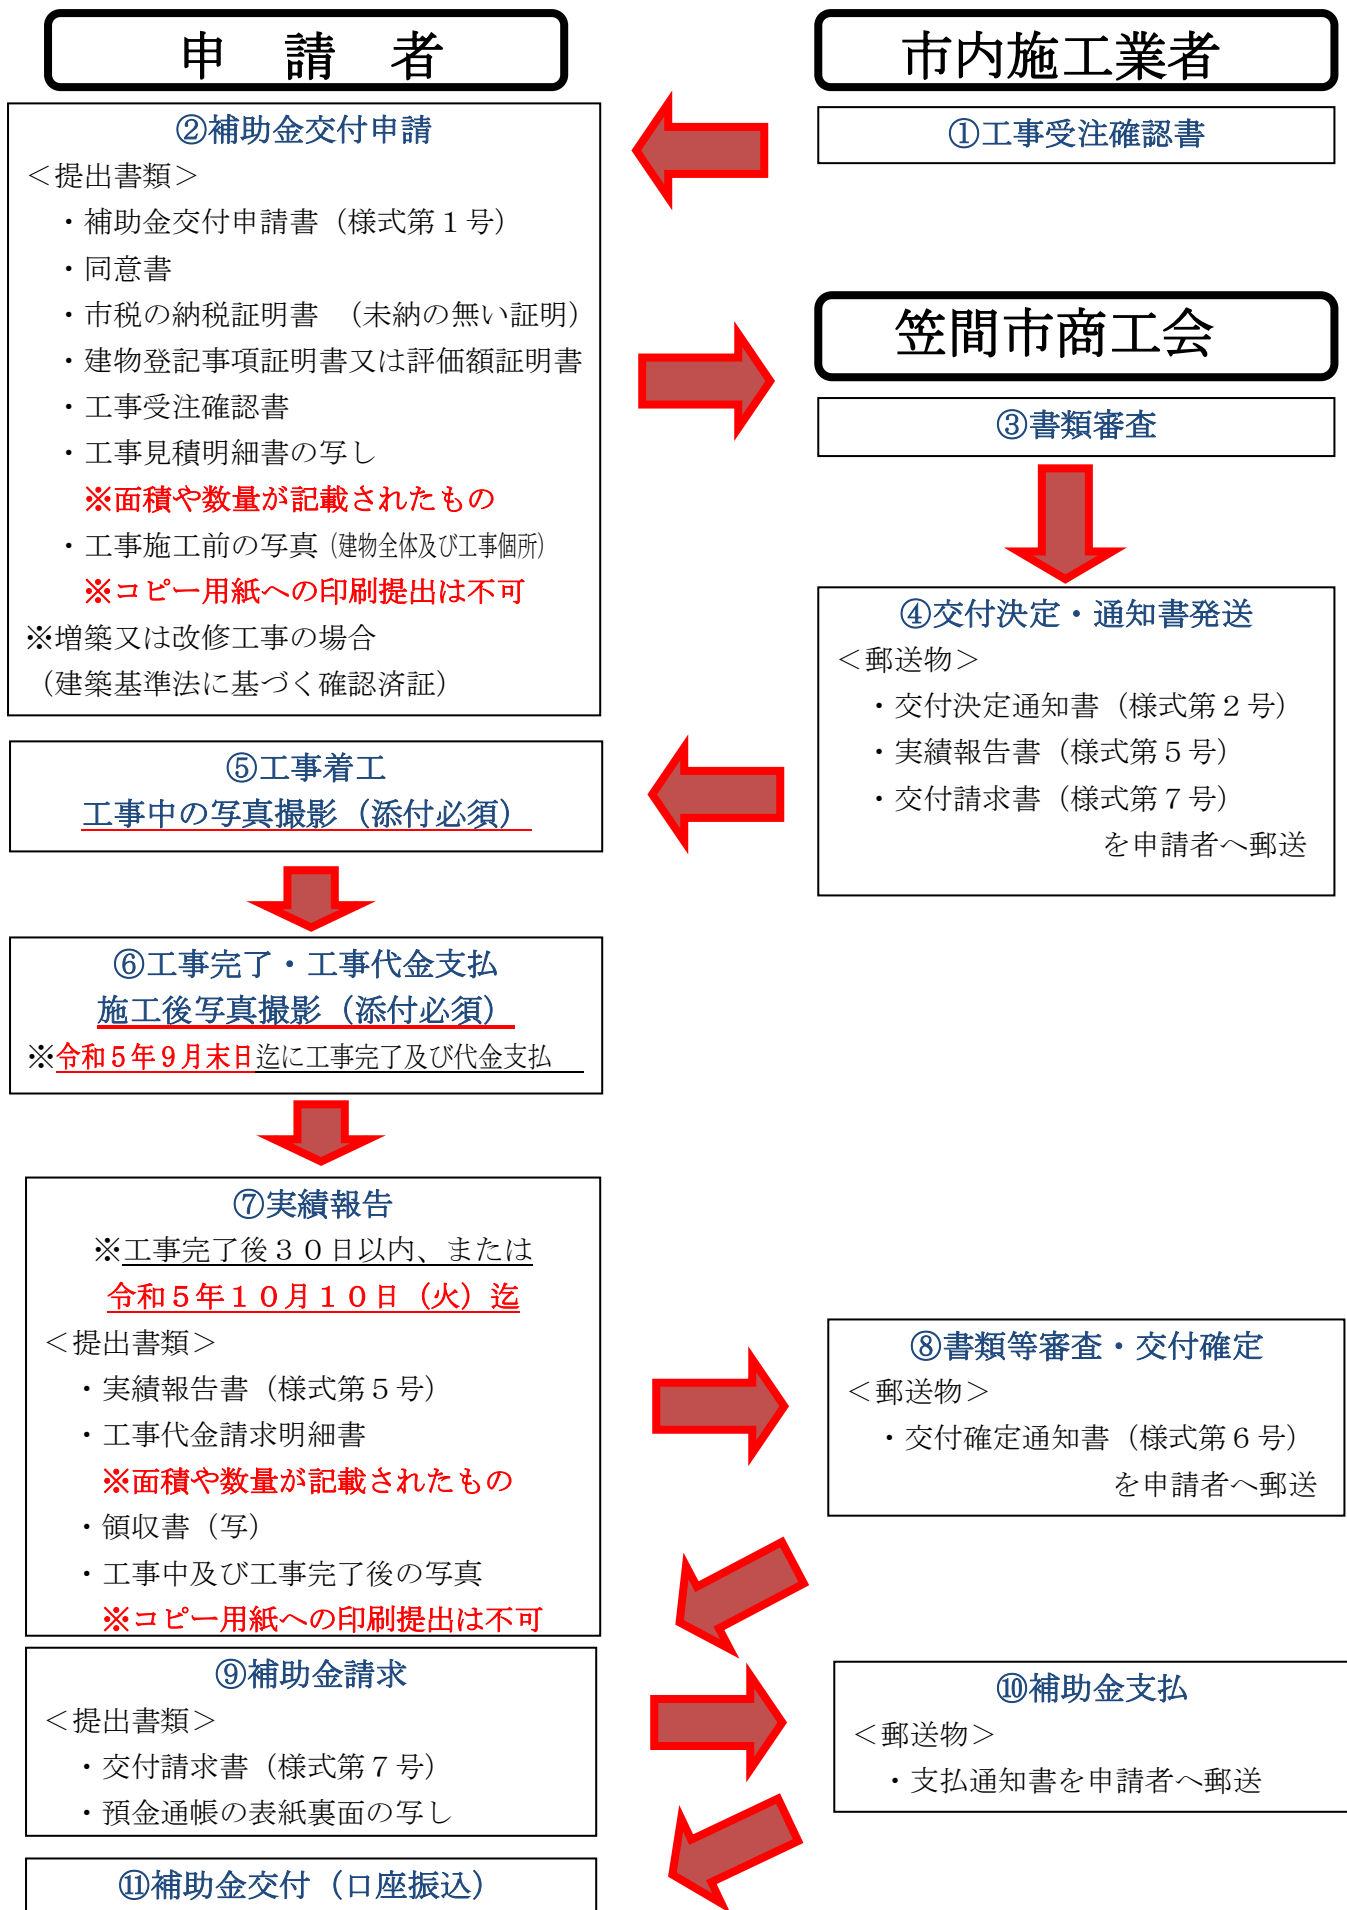 申　請　者
市内施工業者
①工事受注確認書
②補助金交付申請
＜提出書類＞
・補助金交付申請書（様式第１号）
・同意書
・市税の納税証明書　（未納の無い証明）
・建物登記事項証明書又は評価額証明書
・工事受注確認書
・工事見積明細書の写し
※面積や数量が記載されたもの
・工事施工前の写真（建物全体及び工事個所）
※コピー用紙への印刷提出は不可
※増築又は改修工事の場合
（建築基準法に基づく確認済証）
笠間市商工会
③書類審査
④交付決定・通知書発送
＜郵送物＞
・交付決定通知書（様式第２号）
・実績報告書（様式第５号）
・交付請求書（様式第７号）
を申請者へ郵送
⑤工事着工
工事中の写真撮影（添付必須）
⑥工事完了・工事代金支払
施工後写真撮影（添付必須）
※令和５年９月末日迄に工事完了及び代金支払
⑦実績報告
※工事完了後３０日以内、または
令和５年１０月１０日（火）迄
＜提出書類＞
・実績報告書（様式第５号）
・工事代金請求明細書
※面積や数量が記載されたもの
・領収書（写）
・工事中及び工事完了後の写真
※コピー用紙への印刷提出は不可
⑧書類等審査・交付確定
＜郵送物＞
・交付確定通知書（様式第６号）
を申請者へ郵送
⑨補助金請求
＜提出書類＞
・交付請求書（様式第７号）
・預金通帳の表紙裏面の写し
⑩補助金支払
＜郵送物＞
・支払通知書を申請者へ郵送
⑪補助金交付（口座振込）